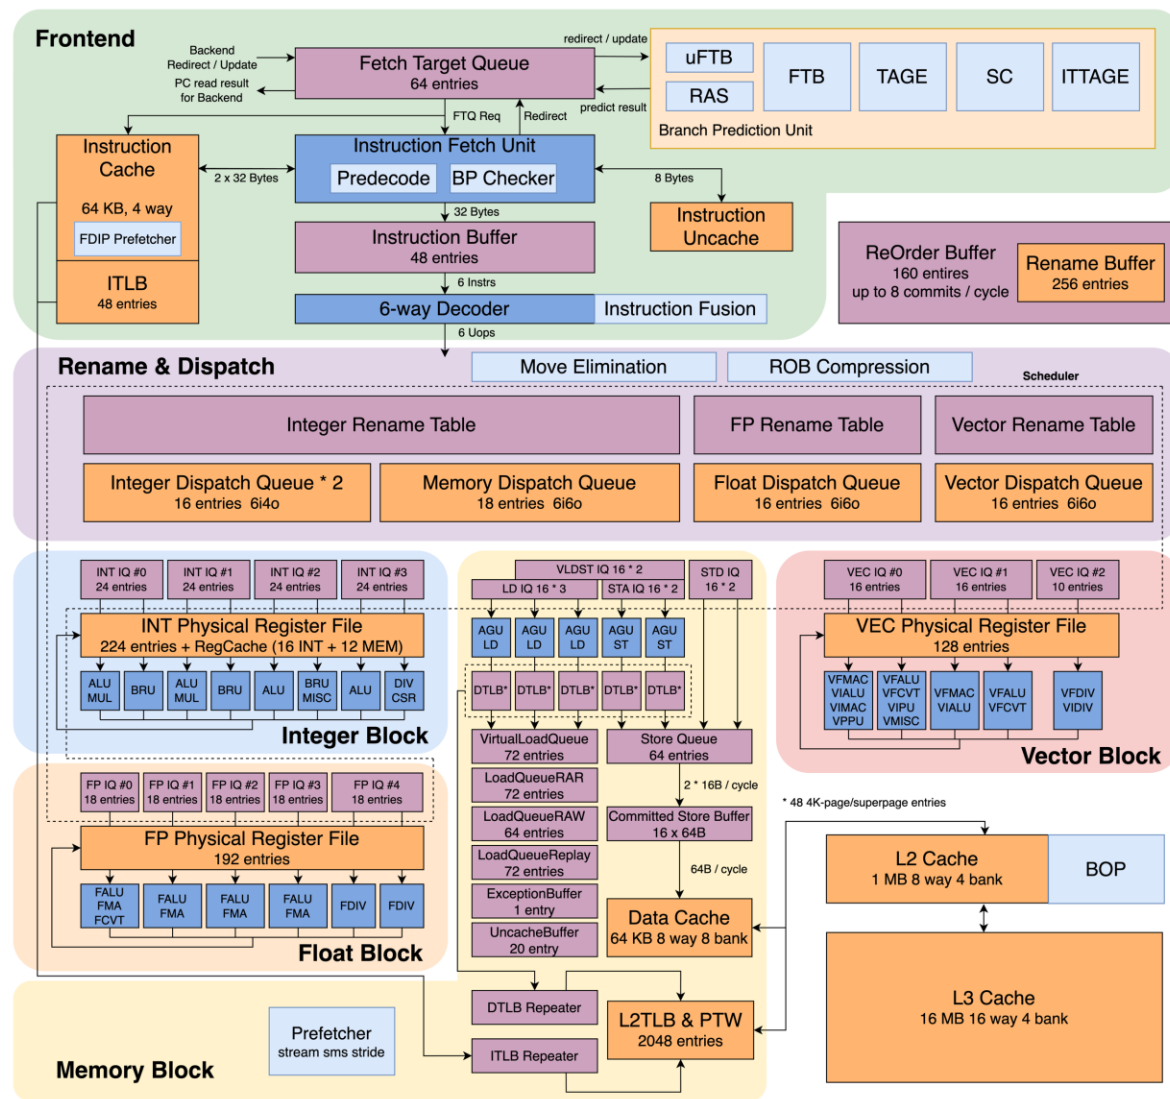 Frontend
Backend
Redirect / Update
PC read result
for Backend
Fetch Target Queue
64 entries
redirect / update
predict result
uFTB
RAS
FTB
TAGE
SC
ITTAGE
Branch Prediction Unit
FTQ Req
Redirect
Instruction
Cache
64 KB, 4 way
FDIP Prefetcher
ITLB
48 entries
2 x 32 Bytes
Instruction Fetch Unit
Predecode
BP Checker
8 Bytes
Instruction
Uncache
32 Bytes
Instruction Buffer
48 entries
6 Instrs
6-way Decoder
Instruction Fusion
6 Uops
ReOrder Buffer
160 entires
up to 8 commits / cycle
Rename Buffer
256 entries
Rename & Dispatch
Move Elimination
ROB Compression
Scheduler
Integer Rename Table
FP Rename Table
Vector Rename Table
Integer Dispatch Queue * 2
16 entries 6i4o
Memory Dispatch Queue
18 entries 6i6o
Float Dispatch Queue
16 entries 6i6o
Vector Dispatch Queue
16 entries 6i6o
INT IQ #0
24 entries
INT IQ #1
24 entries
INT IQ #2
24 entries
INT IQ #3
24 entries
INT Physical Register File
224 entries + RegCache (16 INT + 12 MEM)
ALU
MUL
BRU
ALU
MUL
BRU
ALU
BRU
MISC
ALU
DIV
CSR
Integer Block
VLDST IQ 16 * 2
LD IQ 16 * 3
STA IQ 16 * 2
STD IQ
16 * 2
AGU
LD
AGU
LD
AGU
LD
AGU
ST
AGU
ST
DTLB*
DTLB*
DTLB*
DTLB*
DTLB*
VirtualLoadQueue
72 entries
LoadQueueRAR
72 entries
LoadQueueRAW
64 entries
LoadQueueReplay
72 entries
ExceptionBuffer
1 entry
UncacheBuffer
20 entry
Store Queue
64 entries
2 * 16B / cycle
Committed Store Buffer
16 x 64B
64B / cycle
Data Cache
64 KB 8 way 8 bank
VEC IQ #0
16 entries
VEC IQ #1
16 entries
VEC IQ #2
10 entries
VEC Physical Register File
128 entries
VFMAC
VIALU
VIMAC
VPPU
VFALU
VFCVT
VIPU
VMISC
VFMAC
VIALU
VFALU
VFCVT
VFDIV
VIDIV
Vector Block
FP IQ #0
18 entries
FP IQ #1
18 entries
FP IQ #2
18 entries
FP IQ #3
18 entries
FP IQ #4
18 entries
FP Physical Register File
192 entries
FALU
FMA
FCVT
FALU
FMA
FALU
FMA
FALU
FMA
FDIV
FDIV
Float Block
* 48 4K-page/superpage entries
L2 Cache
1 MB 8 way 4 bank
BOP
L3 Cache
16 MB 16 way 4 bank
DTLB Repeater
L2TLB & PTW
2048 entries
ITLB Repeater
Prefetcher
stream sms stride
Memory Block